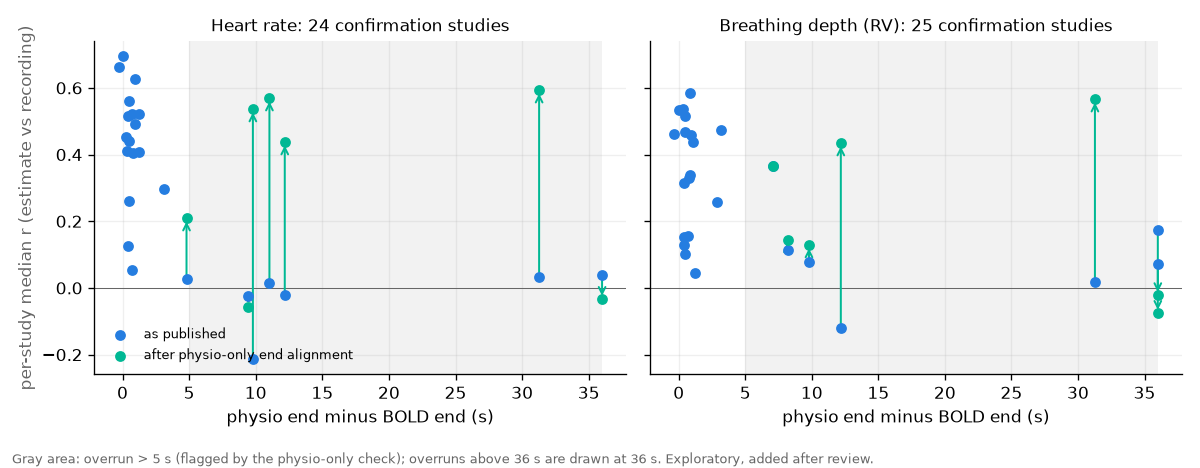 Heart rate: 24 confirmation studies
Breathing depth (RV): 25 confirmation studies
per-study median r (estimate vs recording)
0.6
0.4
0.2
0.0
−0.2
as published
after physio-only end alignment
0 5 10 15 20 25 30 35
0 5 10 15 20 25 30 35
physio end minus BOLD end (s)
physio end minus BOLD end (s)
Gray area: overrun > 5 s (flagged by the physio-only check); overruns above 36 s are drawn at 36 s. Exploratory, added after review.